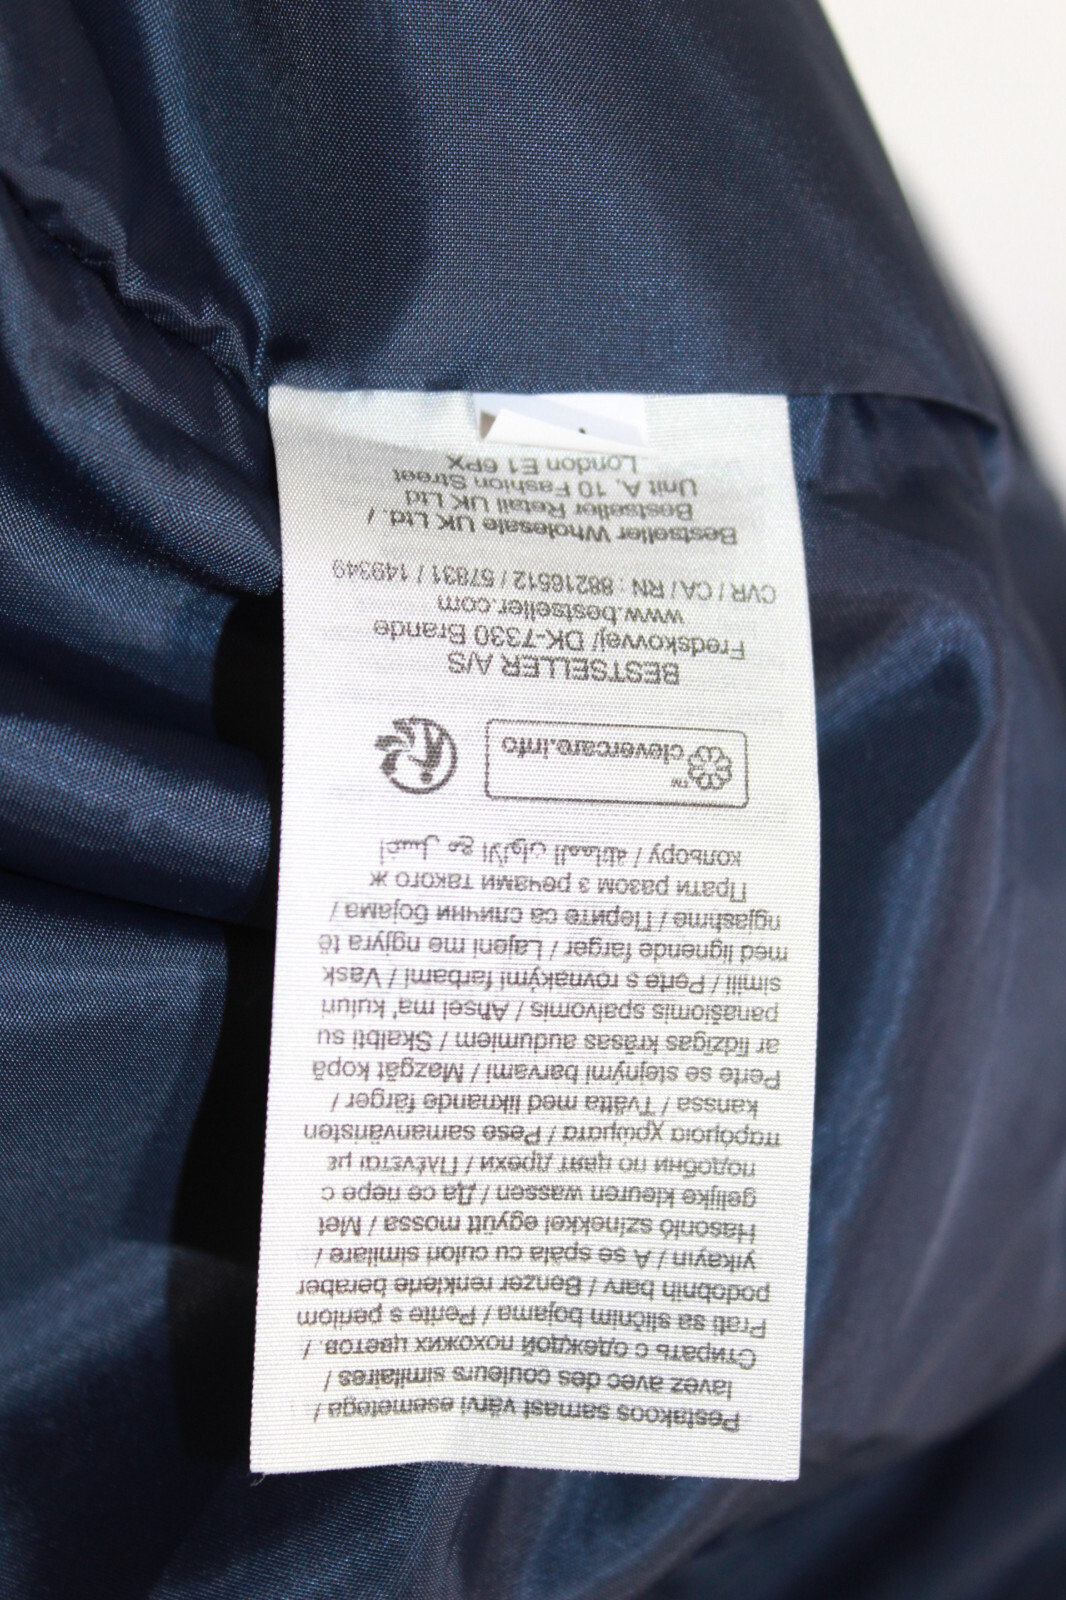 Pestakoos samast värvi esemetega /
lavez avec des couleurs similaires /
Стирать с одеждой похожих цветов. /
Prati sa sličnim bojama / Perite s perilom
podobnih barv / Benzer renklerle beraber
yıkayın / A se spăla cu culori similare /
Hasonló színekkel együtt mossa / Met
gelijke kleuren wassen / Да се пере с
подобни по цвят дрехи / Πλένεται με
παρόμοια χρώματα / Pese samanväristen
kanssa / Tvätta med liknande färger /
Perte se stejnými barvami / Mazgāt kopā
ar līdzīgas krāsas audumiem / Skalbti su
panašiomis spalvomis / Aħsel ma' kuluri
simili / Perte s rovnakými farbami / Vask
med lignende farger / Lajeni me ngjyra të
ngjashme / Перите са слични бојама /
Прати разом з речами такого ж
кольору / اغسل مع الألوان المماثلة
clevercare.info ™
BESTSELLER A/S
Fredskovvej DK-7330 Brande
www.bestseller.com
CVR / CA / RN : 88216512 / 57831 / 149349
Bestseller Wholesale UK Ltd. /
Bestseller Retail UK Ltd
Unit A, 10 Fashion Street
London E1 6PX